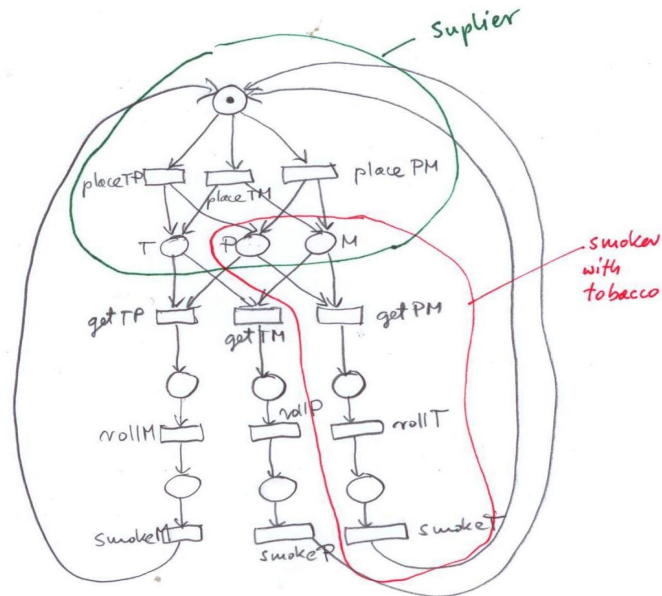 Suplier
placeTP
placeTM
place PM
T
P
M
smoker
with
tobacco
getTP
getTM
getPM
rollM
rollP
rollT
smokeM
smokeP
smokeT